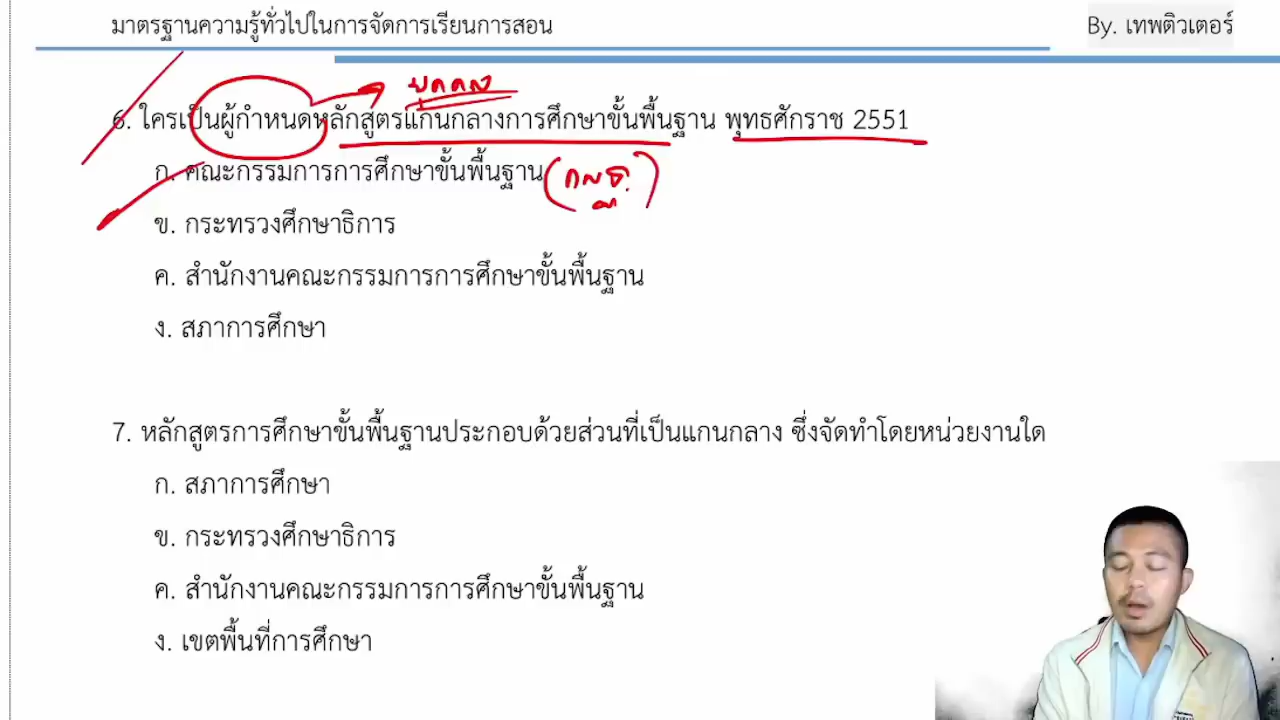 มาตรฐานความรู้ทั่วไปในการจัดการเรียนการสอน By. เทพติวเตอร์
บุคคล
6. ใครเป็นผู้กำหนดหลักสูตรแกนกลางการศึกษาขั้นพื้นฐาน พุทธศักราช 2551
ก. คณะกรรมการการศึกษาขั้นพื้นฐาน (กพฐ.)
ข. กระทรวงศึกษาธิการ
ค. สำนักงานคณะกรรมการการศึกษาขั้นพื้นฐาน
ง. สภาการศึกษา
7. หลักสูตรการศึกษาขั้นพื้นฐานประกอบด้วยส่วนที่เป็นแกนกลาง ซึ่งจัดทำโดยหน่วยงานใด
ก. สภาการศึกษา
ข. กระทรวงศึกษาธิการ
ค. สำนักงานคณะกรรมการการศึกษาขั้นพื้นฐาน
ง. เขตพื้นที่การศึกษา